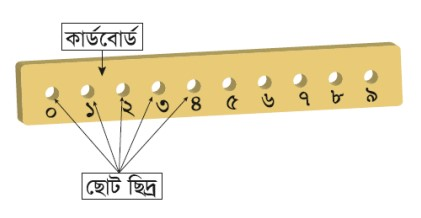 কার্ডবোর্ড
০ ১ ২ ৩ ৪ ৫ ৬ ৭ ৮ ৯
ছোট ছিদ্র